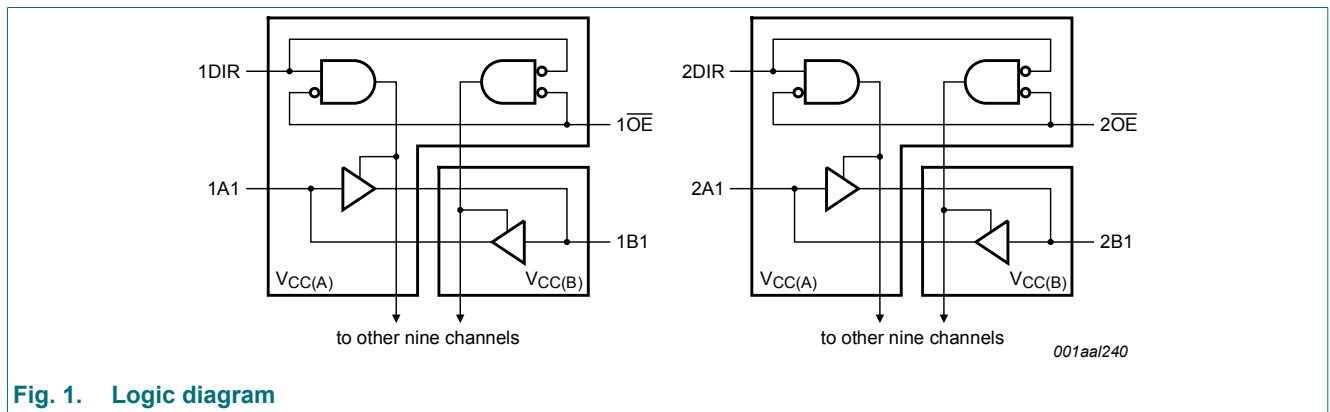 1DIR
1OE
1A1
1B1
VCC(A)
VCC(B)
to other nine channels
2DIR
2OE
2A1
2B1
VCC(A)
VCC(B)
to other nine channels
001aal240
Fig. 1. Logic diagram